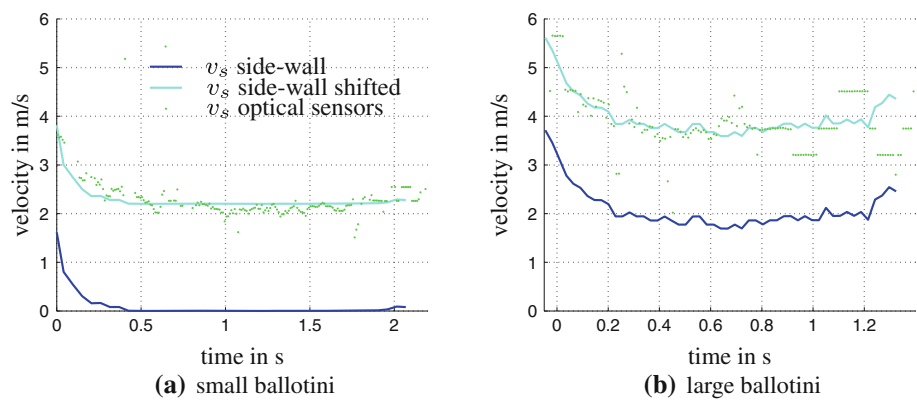 6
5
4
3
2
1
0
velocity in m/s
v_s side-wall
v_s side-wall shifted
v_s optical sensors
0 0.5 1 1.5 2
time in s
(a) small ballotini
6
5
4
3
2
1
0
velocity in m/s
0 0.2 0.4 0.6 0.8 1 1.2
time in s
(b) large ballotini